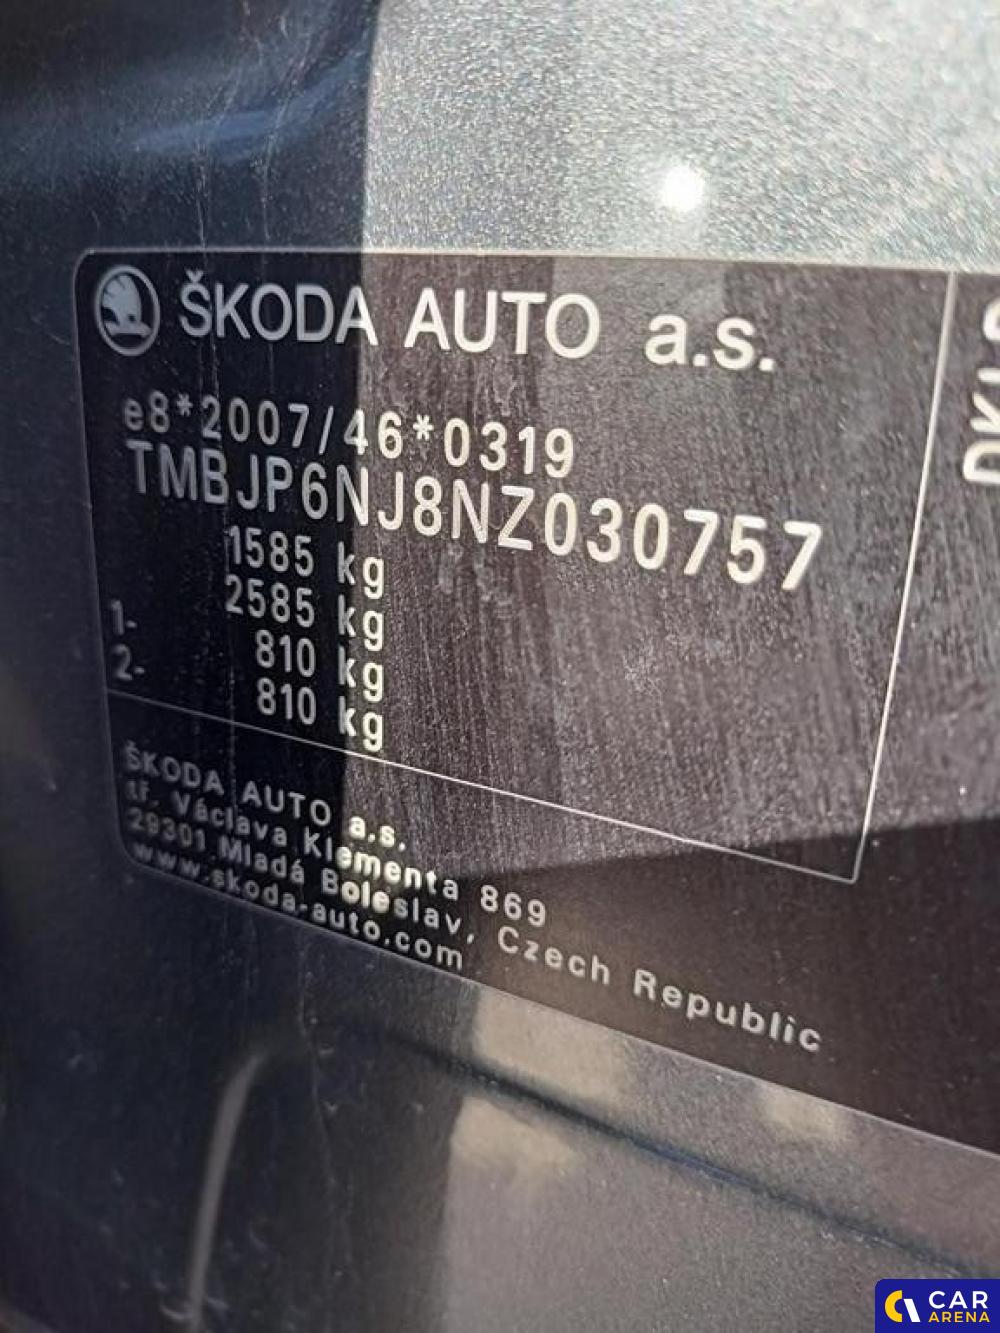 ŠKODA AUTO a.s.
e8*2007/46*0319
TMBJP6NJ8NZ030757
1585 kg
2585 kg
1- 810 kg
2- 810 kg
ŠKODA AUTO a.s.
tř. Václava Klementa 869
29301 Mladá Boleslav, Czech Republic
www.skoda-auto.com
CAR
ARENA